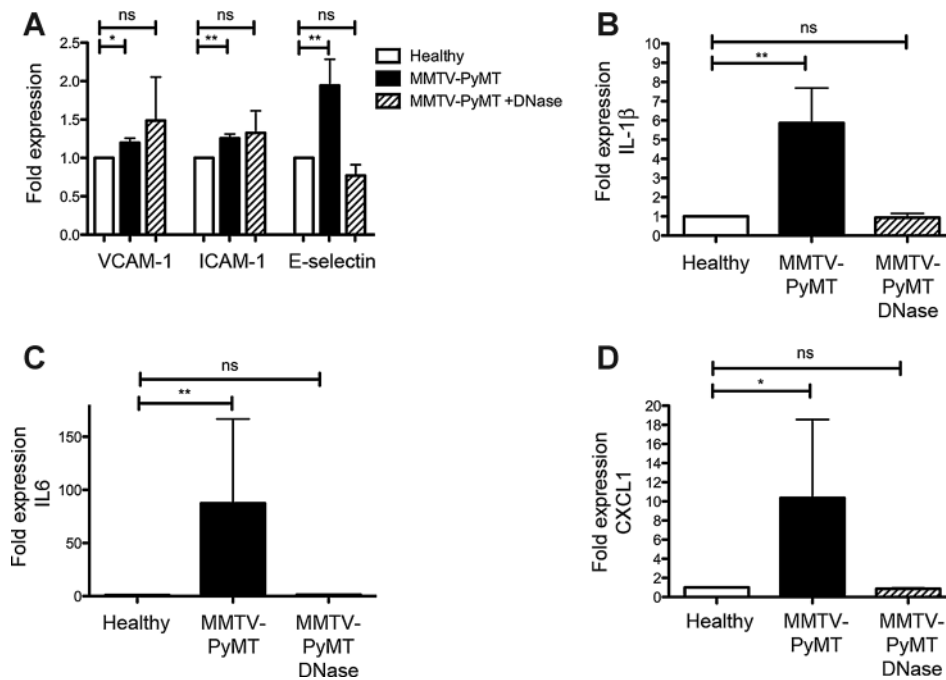 A
ns
ns
ns
*
**
**
2.5
2.0
1.5
1.0
0.5
0.0
Fold expression
VCAM-1
ICAM-1
E-selectin
Healthy
MMTV-PyMT
MMTV-PyMT +DNase
B
ns
**
10
9
8
7
6
5
4
3
2
1
0
Fold expression
IL-1β
Healthy
MMTV-
PyMT
MMTV-
PyMT
DNase
C
ns
**
150
100
50
0
Fold expression
IL6
Healthy
MMTV-
PyMT
MMTV-
PyMT
DNase
D
ns
*
20
18
16
14
12
10
8
6
4
2
0
Fold expression
CXCL1
Healthy
MMTV-
PyMT
MMTV-
PyMT
DNase